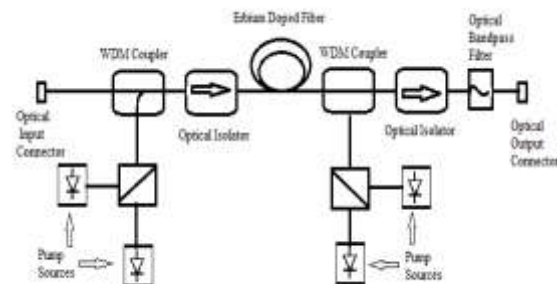 Erbium Doped Fiber
Optical
Bandpass
Filter
WDM Coupler
WDM Coupler
Optical
Input
Connector
Optical Isolator
Optical Isolator
Optical
Output
Connector
Pump
Sources
Pump
Sources